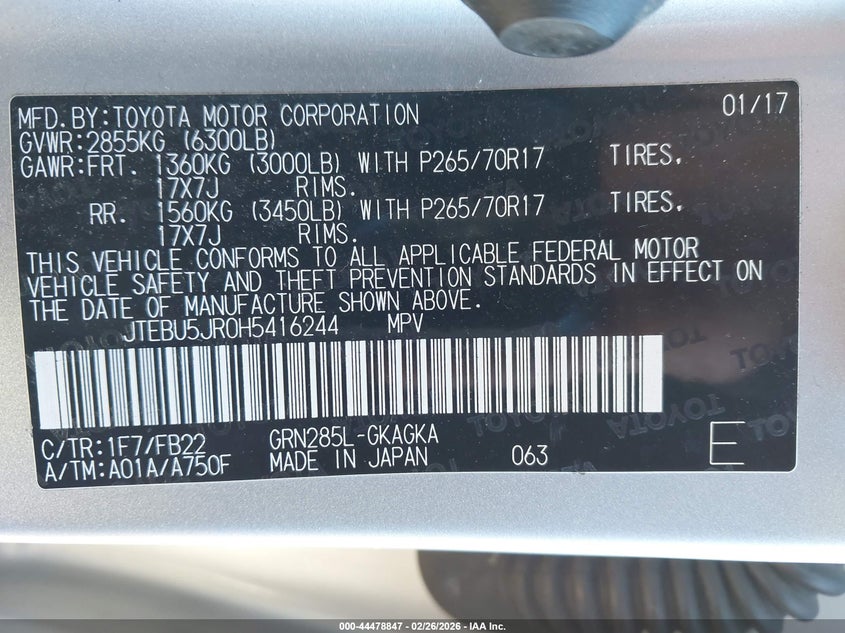 MFD.BY:TOYOTA MOTOR CORPORATION 01/17
GVWR:2855KG (6300LB)
GAWR:FRT. 1360KG (3000LB) WITH P265/70R17 TIRES,
17X7J RIMS.
RR. 1560KG (3450LB) WITH P265/70R17 TIRES,
17X7J RIMS.
THIS VEHICLE CONFORMS TO ALL APPLICABLE FEDERAL MOTOR
VEHICLE SAFETY AND THEFT PREVENTION STANDARDS IN EFFECT ON
THE DATE OF MANUFACTURE SHOWN ABOVE.
JTEBU5JR0H5416244 MPV
C/TR:1F7/FB22 GRN285L-GKAGKA
A/TM:A01A/A750F MADE IN JAPAN 063 E
000-44478847 - 02/26/2026 - IAA Inc.